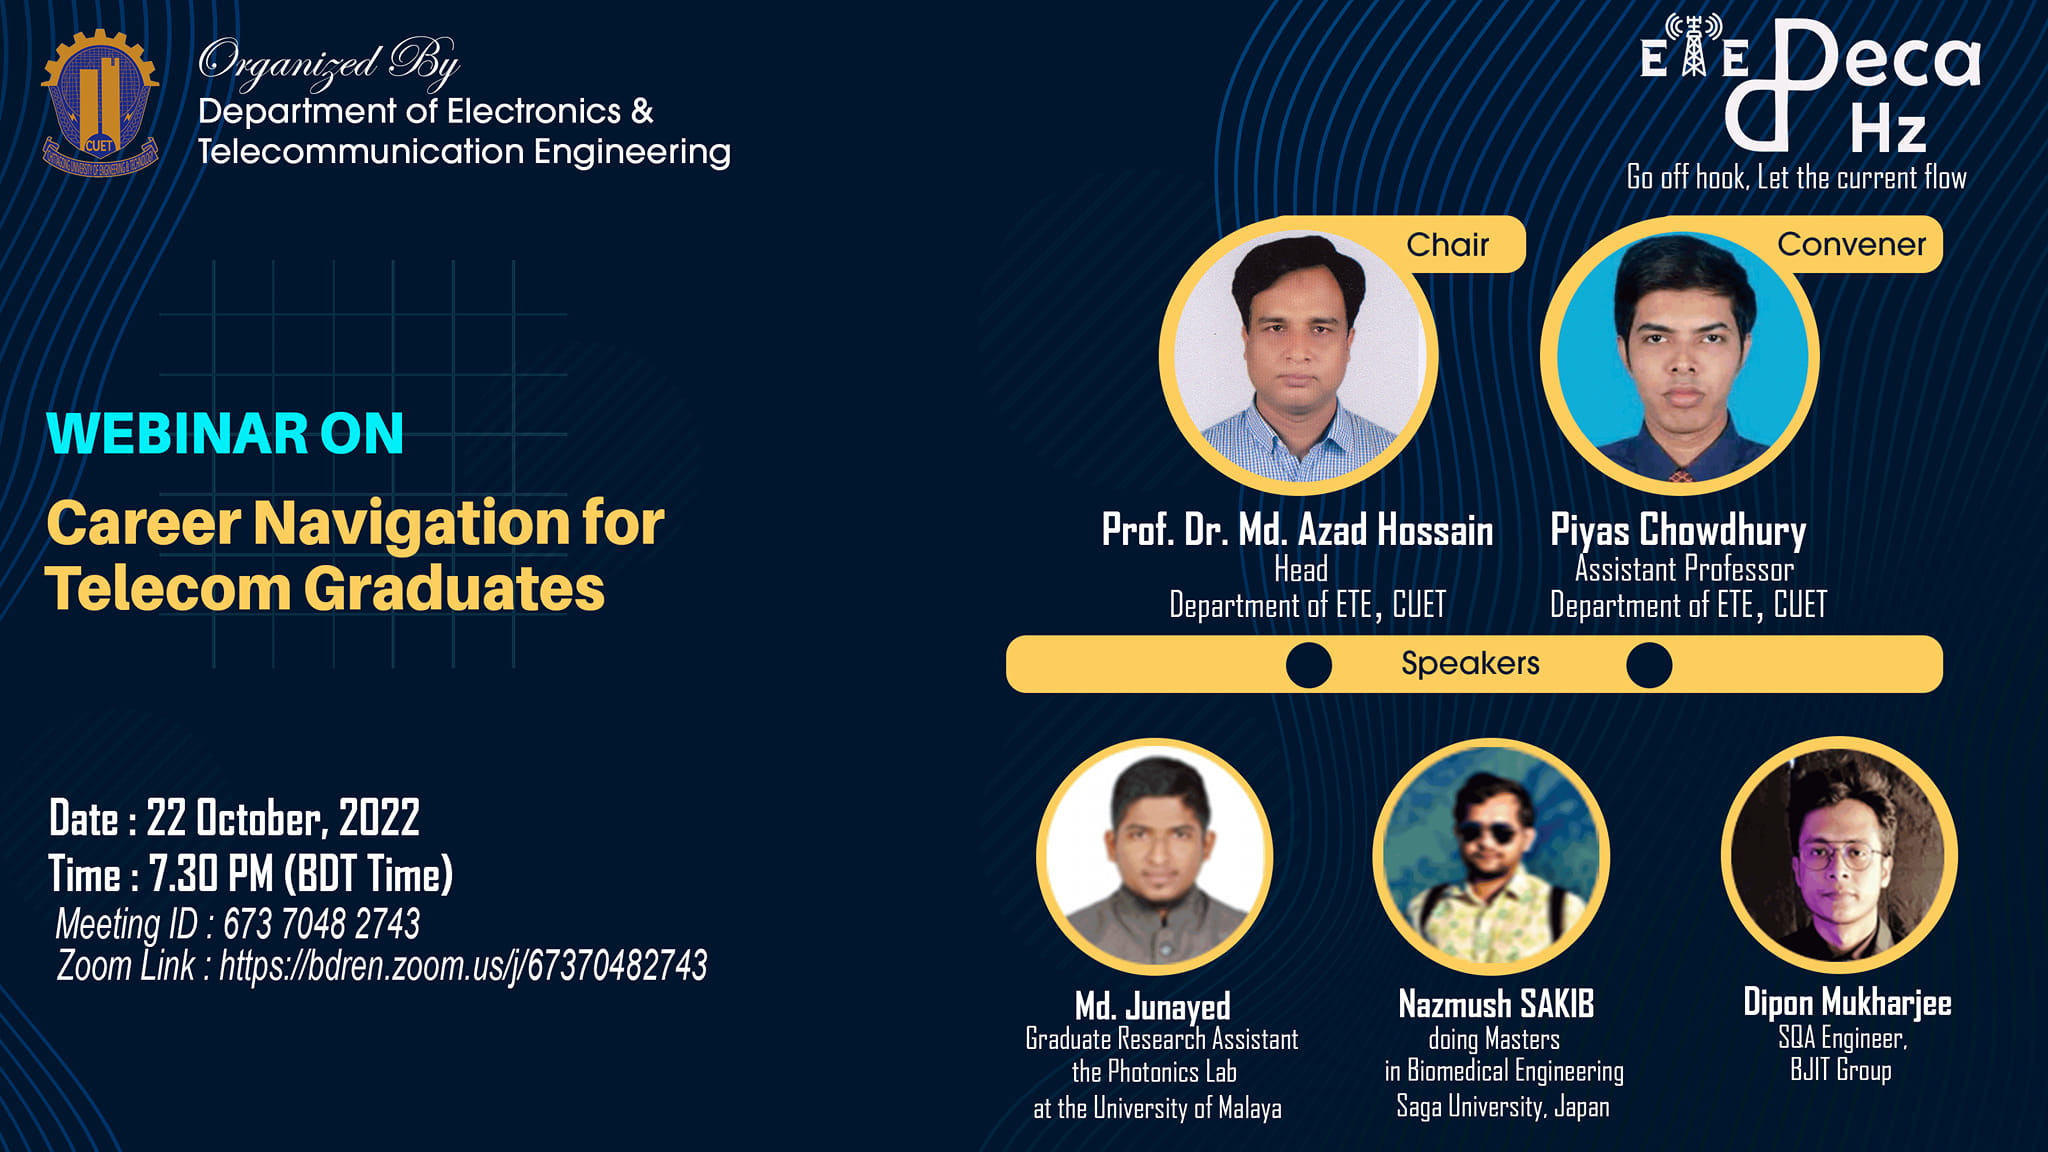 Organized By
Department of Electronics &
Telecommunication Engineering
CUET
CHITTAGONG UNIVERSITY OF ENGINEERING & TECHNOLOGY
ETE Deca
Hz
Go off hook, Let the current flow
WEBINAR ON
Career Navigation for
Telecom Graduates
Date : 22 October, 2022
Time : 7.30 PM (BDT Time)
Meeting ID : 673 7048 2743
Zoom Link : https://bdren.zoom.us/j/67370482743
Chair
Prof. Dr. Md. Azad Hossain
Head
Department of ETE, CUET
Convener
Piyas Chowdhury
Assistant Professor
Department of ETE, CUET
Speakers
Md. Junayed
Graduate Research Assistant
the Photonics Lab
at the University of Malaya
Nazmush SAKIB
doing Masters
in Biomedical Engineering
Saga University, Japan
Dipon Mukharjee
SQA Engineer,
BJIT Group